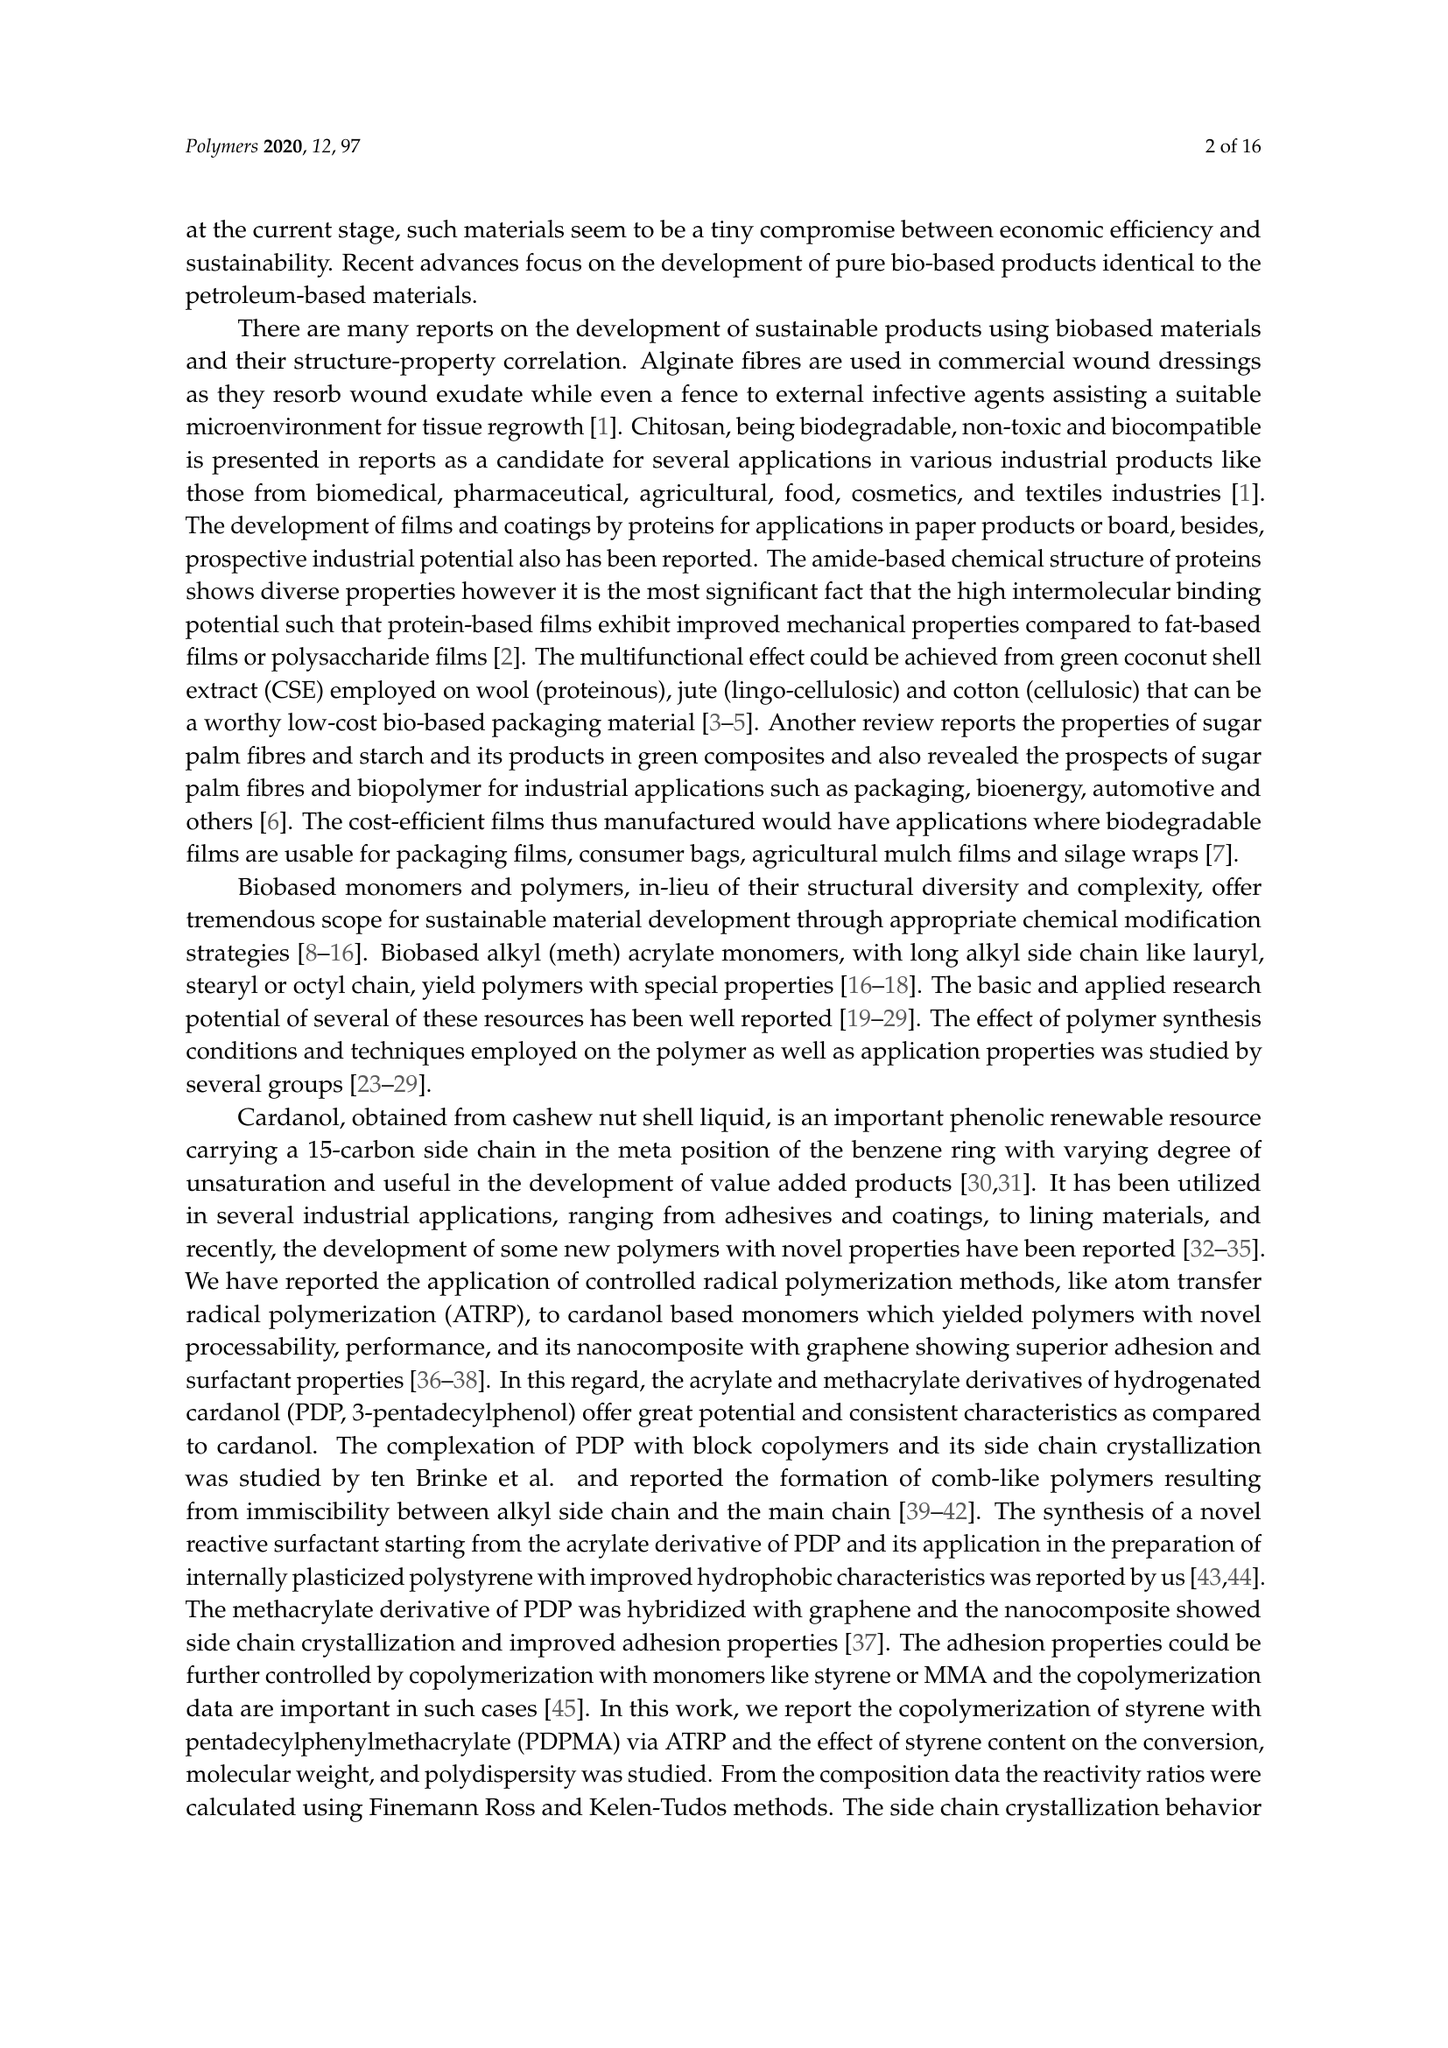 Polymers 2020, 12, 97
2 of 16
at the current stage, such materials seem to be a tiny compromise between economic efficiency and
sustainability. Recent advances focus on the development of pure bio-based products identical to the
petroleum-based materials.
There are many reports on the development of sustainable products using biobased materials
and their structure-property correlation. Alginate fibres are used in commercial wound dressings
as they resorb wound exudate while even a fence to external infective agents assisting a suitable
microenvironment for tissue regrowth [1]. Chitosan, being biodegradable, non-toxic and biocompatible
is presented in reports as a candidate for several applications in various industrial products like
those from biomedical, pharmaceutical, agricultural, food, cosmetics, and textiles industries [1].
The development of films and coatings by proteins for applications in paper products or board, besides,
prospective industrial potential also has been reported. The amide-based chemical structure of proteins
shows diverse properties however it is the most significant fact that the high intermolecular binding
potential such that protein-based films exhibit improved mechanical properties compared to fat-based
films or polysaccharide films [2]. The multifunctional effect could be achieved from green coconut shell
extract (CSE) employed on wool (proteinous), jute (lingo-cellulosic) and cotton (cellulosic) that can be
a worthy low-cost bio-based packaging material [3–5]. Another review reports the properties of sugar
palm fibres and starch and its products in green composites and also revealed the prospects of sugar
palm fibres and biopolymer for industrial applications such as packaging, bioenergy, automotive and
others [6]. The cost-efficient films thus manufactured would have applications where biodegradable
films are usable for packaging films, consumer bags, agricultural mulch films and silage wraps [7].
Biobased monomers and polymers, in-lieu of their structural diversity and complexity, offer
tremendous scope for sustainable material development through appropriate chemical modification
strategies [8–16]. Biobased alkyl (meth) acrylate monomers, with long alkyl side chain like lauryl,
stearyl or octyl chain, yield polymers with special properties [16–18]. The basic and applied research
potential of several of these resources has been well reported [19–29]. The effect of polymer synthesis
conditions and techniques employed on the polymer as well as application properties was studied by
several groups [23–29].
Cardanol, obtained from cashew nut shell liquid, is an important phenolic renewable resource
carrying a 15-carbon side chain in the meta position of the benzene ring with varying degree of
unsaturation and useful in the development of value added products [30,31]. It has been utilized
in several industrial applications, ranging from adhesives and coatings, to lining materials, and
recently, the development of some new polymers with novel properties have been reported [32–35].
We have reported the application of controlled radical polymerization methods, like atom transfer
radical polymerization (ATRP), to cardanol based monomers which yielded polymers with novel
processability, performance, and its nanocomposite with graphene showing superior adhesion and
surfactant properties [36–38]. In this regard, the acrylate and methacrylate derivatives of hydrogenated
cardanol (PDP, 3-pentadecylphenol) offer great potential and consistent characteristics as compared
to cardanol. The complexation of PDP with block copolymers and its side chain crystallization
was studied by ten Brinke et al. and reported the formation of comb-like polymers resulting
from immiscibility between alkyl side chain and the main chain [39–42]. The synthesis of a novel
reactive surfactant starting from the acrylate derivative of PDP and its application in the preparation of
internally plasticized polystyrene with improved hydrophobic characteristics was reported by us [43,44].
The methacrylate derivative of PDP was hybridized with graphene and the nanocomposite showed
side chain crystallization and improved adhesion properties [37]. The adhesion properties could be
further controlled by copolymerization with monomers like styrene or MMA and the copolymerization
data are important in such cases [45]. In this work, we report the copolymerization of styrene with
pentadecylphenylmethacrylate (PDPMA) via ATRP and the effect of styrene content on the conversion,
molecular weight, and polydispersity was studied. From the composition data the reactivity ratios were
calculated using Finemann Ross and Kelen-Tudos methods. The side chain crystallization behavior